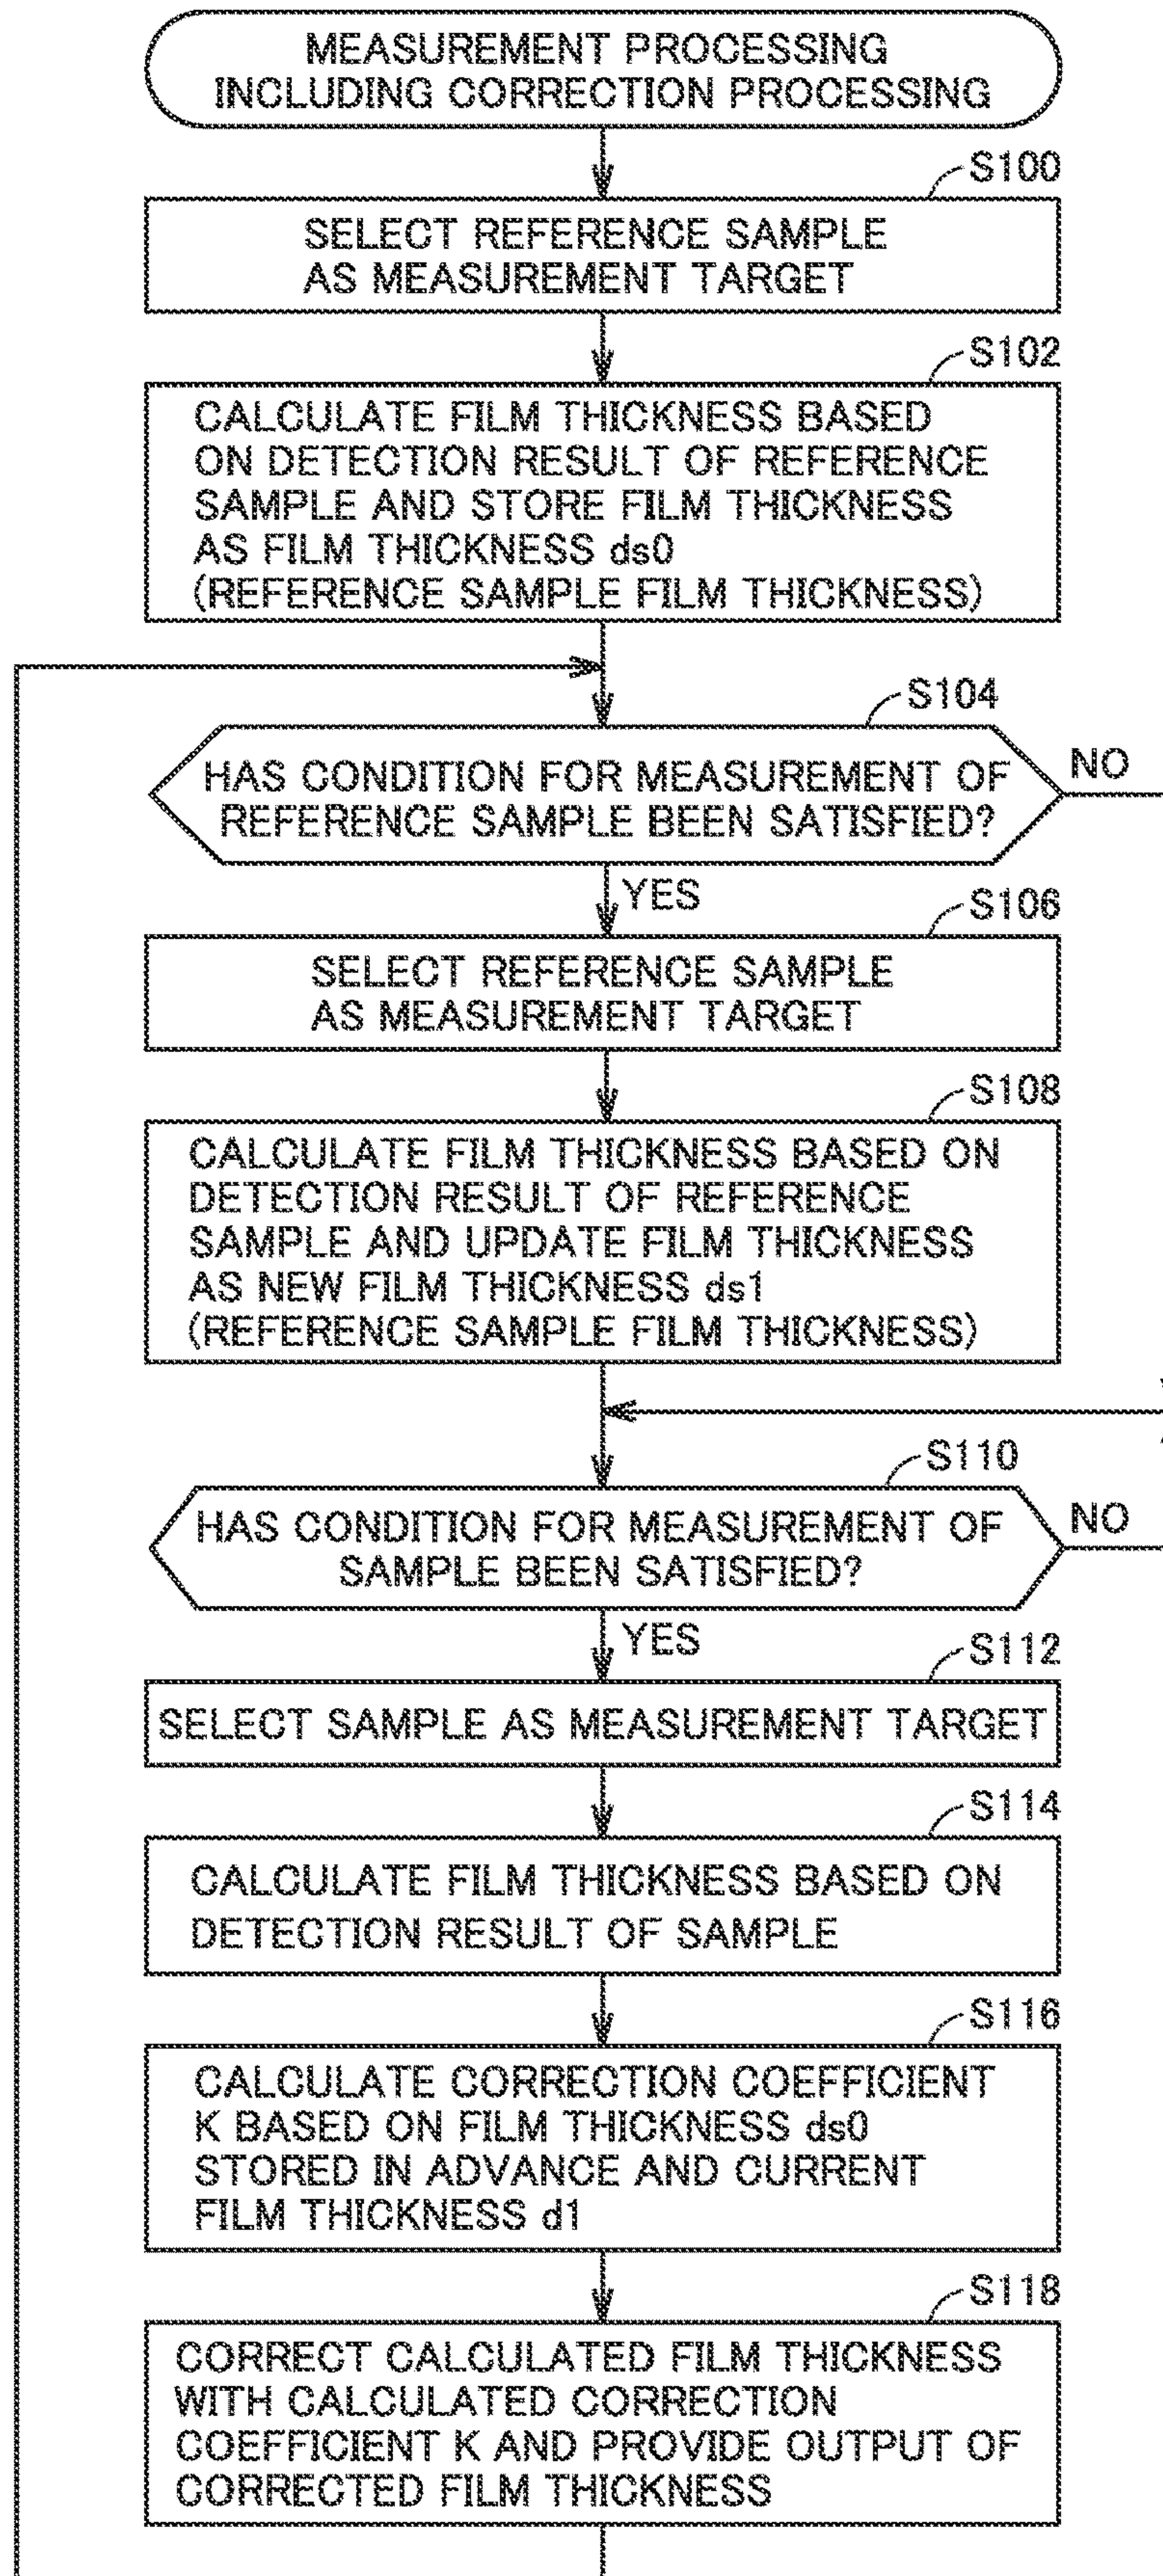 MEASUREMENT PROCESSING
INCLUDING CORRECTION PROCESSING
S100
SELECT REFERENCE SAMPLE
AS MEASUREMENT TARGET
S102
CALCULATE FILM THICKNESS BASED
ON DETECTION RESULT OF REFERENCE
SAMPLE AND STORE FILM THICKNESS
AS FILM THICKNESS ds0
(REFERENCE SAMPLE FILM THICKNESS)
S104
HAS CONDITION FOR MEASUREMENT OF
REFERENCE SAMPLE BEEN SATISFIED?
NO
YES
S106
SELECT REFERENCE SAMPLE
AS MEASUREMENT TARGET
S108
CALCULATE FILM THICKNESS BASED ON
DETECTION RESULT OF REFERENCE
SAMPLE AND UPDATE FILM THICKNESS
AS NEW FILM THICKNESS ds1
(REFERENCE SAMPLE FILM THICKNESS)
S110
HAS CONDITION FOR MEASUREMENT OF
SAMPLE BEEN SATISFIED?
NO
YES
S112
SELECT SAMPLE AS MEASUREMENT TARGET
S114
CALCULATE FILM THICKNESS BASED ON
DETECTION RESULT OF SAMPLE
S116
CALCULATE CORRECTION COEFFICIENT
K BASED ON FILM THICKNESS ds0
STORED IN ADVANCE AND CURRENT
FILM THICKNESS d1
S118
CORRECT CALCULATED FILM THICKNESS
WITH CALCULATED CORRECTION
COEFFICIENT K AND PROVIDE OUTPUT OF
CORRECTED FILM THICKNESS